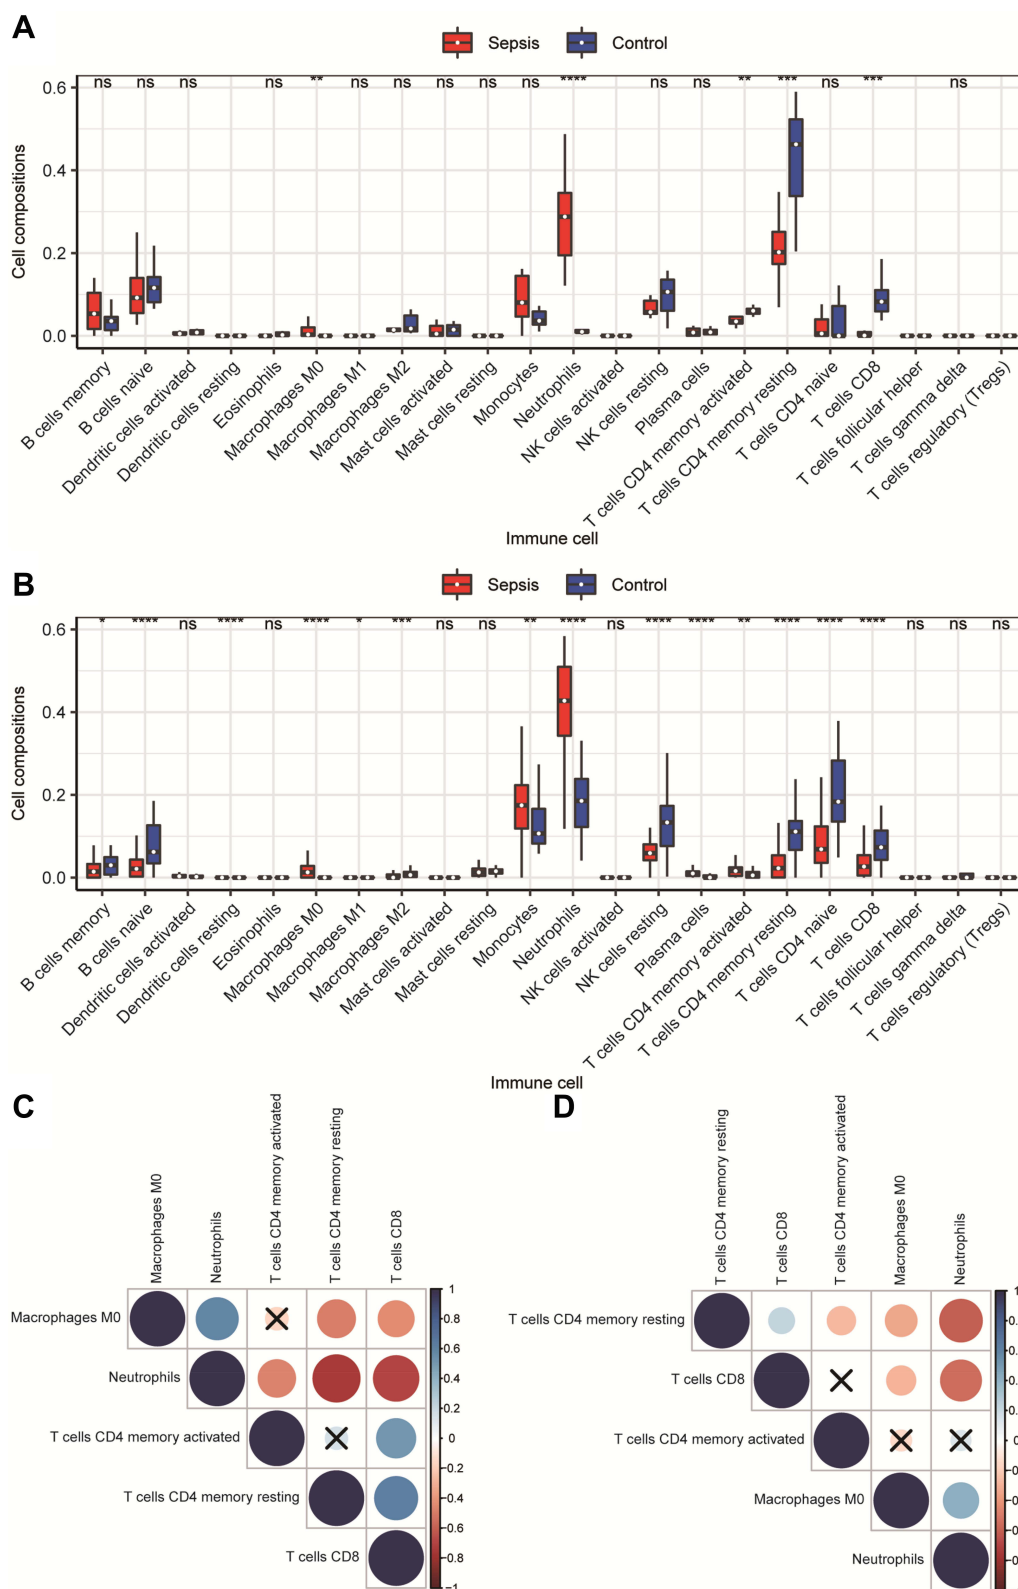 A
Sepsis
Control
ns ns ns ns ** ns ns ns ns ns **** ns ns ** *** ns *** ns
Cell compositions
0.6
0.4
0.2
0.0
B cells memory
B cells naive
Dendritic cells activated
Dendritic cells resting
Eosinophils
Macrophages M0
Macrophages M1
Macrophages M2
Mast cells activated
Mast cells resting
Monocytes
Neutrophils
NK cells activated
NK cells resting
Plasma cells
T cells CD4 memory activated
T cells CD4 memory resting
T cells CD4 naive
T cells CD8
T cells follicular helper
T cells gamma delta
T cells regulatory (Tregs)
Immune cell
B
Sepsis
Control
* **** ns **** ns **** * *** ns ns ** **** ns **** **** ** **** **** **** ns ns ns
Cell compositions
0.6
0.4
0.2
0.0
B cells memory
B cells naive
Dendritic cells activated
Dendritic cells resting
Eosinophils
Macrophages M0
Macrophages M1
Macrophages M2
Mast cells activated
Mast cells resting
Monocytes
Neutrophils
NK cells activated
NK cells resting
Plasma cells
T cells CD4 memory activated
T cells CD4 memory resting
T cells CD4 naive
T cells CD8
T cells follicular helper
T cells gamma delta
T cells regulatory (Tregs)
Immune cell
C
Macrophages M0
Neutrophils
T cells CD4 memory activated
T cells CD4 memory resting
T cells CD8
Macrophages M0
Neutrophils
T cells CD4 memory activated
T cells CD4 memory resting
T cells CD8
1
0.8
0.6
0.4
0.2
0
-0.2
-0.4
-0.6
-0.8
-1
D
T cells CD4 memory resting
T cells CD8
T cells CD4 memory activated
Macrophages M0
Neutrophils
T cells CD4 memory resting
T cells CD8
T cells CD4 memory activated
Macrophages M0
Neutrophils
1